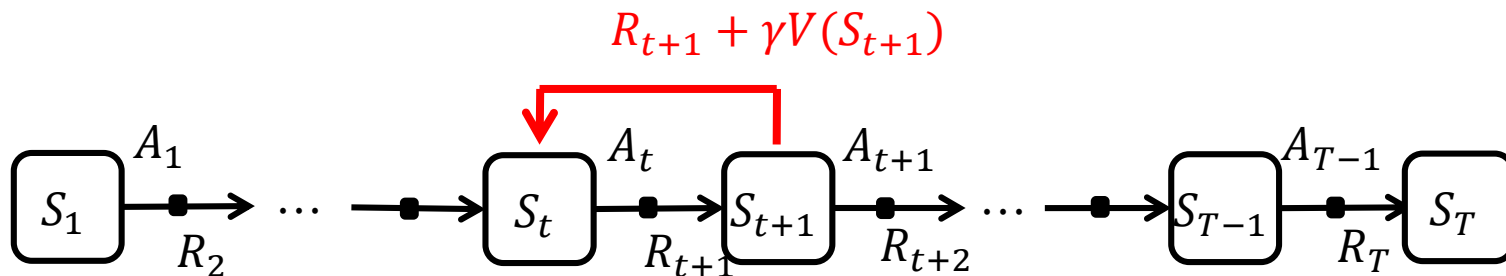 R_{t+1} + γV(S_{t+1})
A_1 A_t A_{t+1} A_{T−1}
S_1 … S_t S_{t+1} … S_{T−1} S_T
R_2 R_{t+1} R_{t+2} R_T